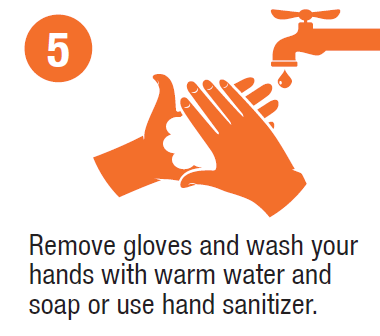 5
Remove gloves and wash your
hands with warm water and
soap or use hand sanitizer.